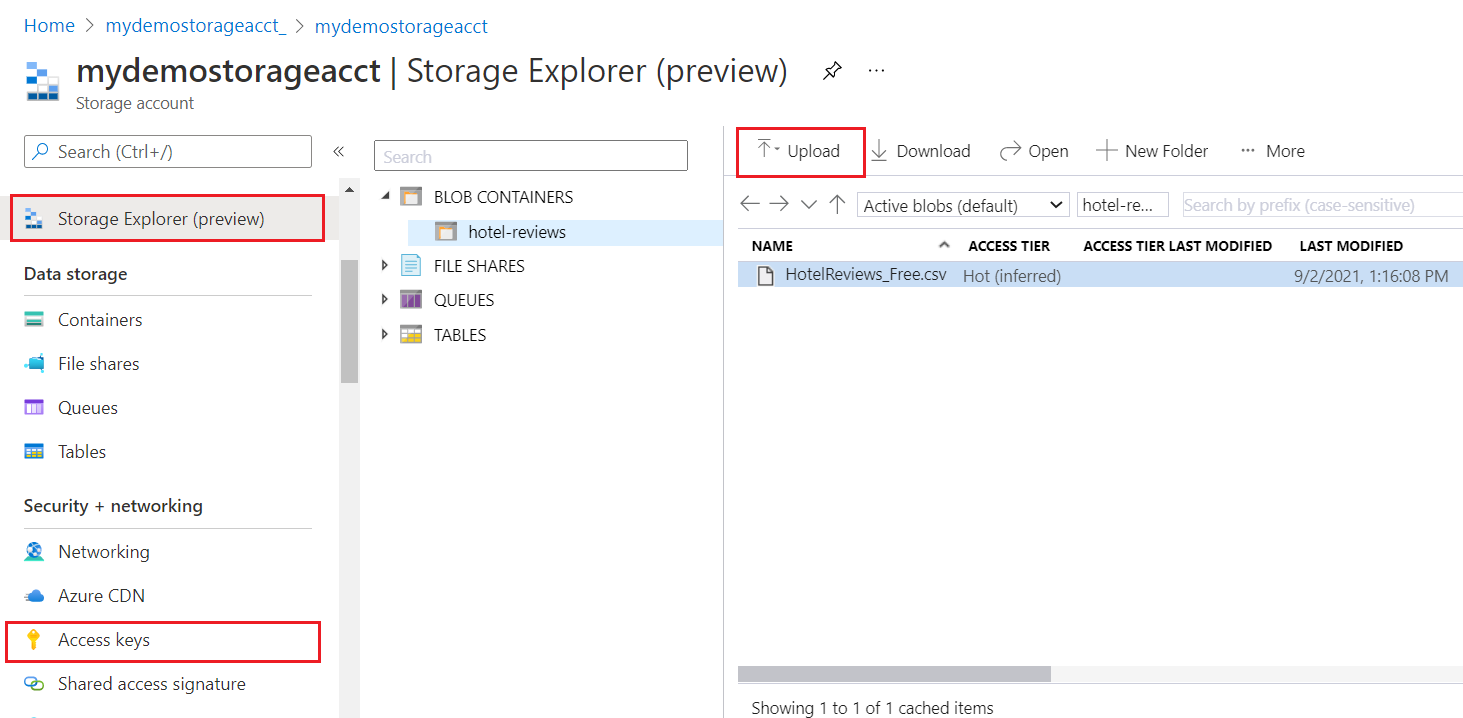 Home > mydemostorageacct_ > mydemostorageacct
mydemostorageacct | Storage Explorer (preview) ...
Storage account
Search (Ctrl+/) «
Storage Explorer (preview)
Data storage
Containers
File shares
Queues
Tables
Security + networking
Networking
Azure CDN
Access keys
Shared access signature
Search
BLOB CONTAINERS
hotel-reviews
FILE SHARES
QUEUES
TABLES
Upload Download Open New Folder ... More
Active blobs (default) hotel-re... Search by prefix (case-sensitive)
NAME ACCESS TIER ACCESS TIER LAST MODIFIED LAST MODIFIED
HotelReviews_Free.csv Hot (inferred) 9/2/2021, 1:16:08 PM
Showing 1 to 1 of 1 cached items